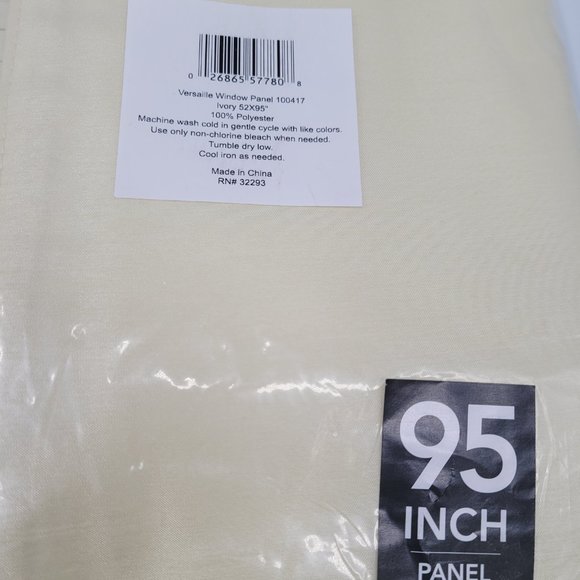 0 26865 57780 8
Versaille Window Panel 100417
Ivory 52X95"
100% Polyester
Machine wash cold in gentle cycle with like colors.
Use only non-chlorine bleach when needed.
Tumble dry low.
Cool iron as needed.
Made in China
RN# 32293
95
INCH
PANEL